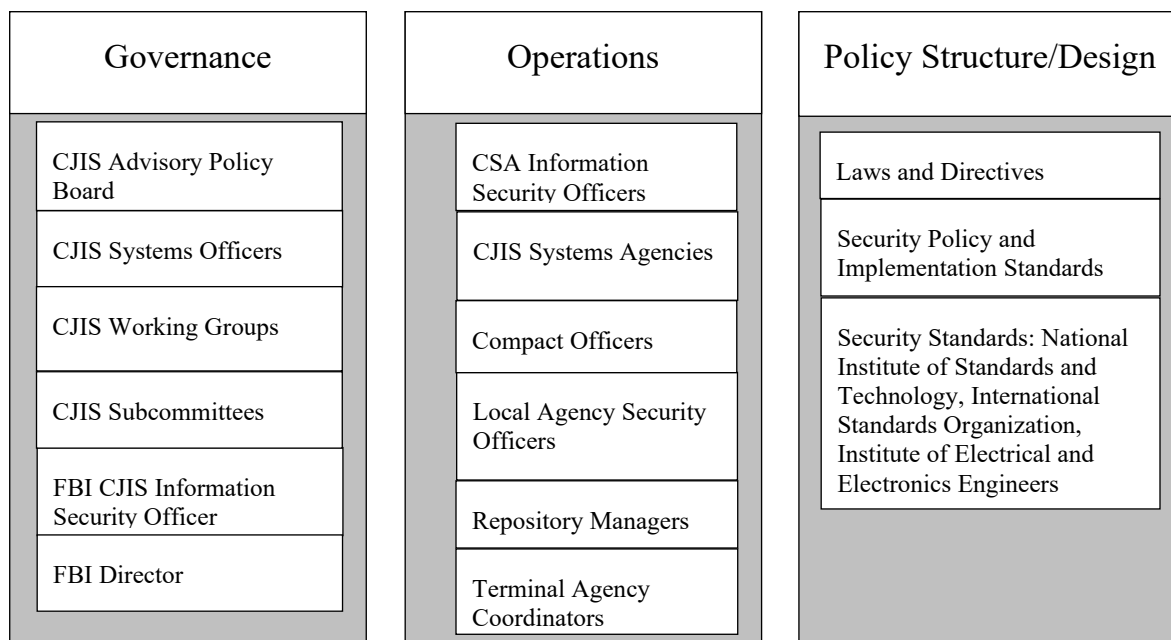 Governance
CJIS Advisory Policy
Board
CJIS Systems Officers
CJIS Working Groups
CJIS Subcommittees
FBI CJIS Information
Security Officer
FBI Director
Operations
CSA Information
Security Officers
CJIS Systems Agencies
Compact Officers
Local Agency Security
Officers
Repository Managers
Terminal Agency
Coordinators
Policy Structure/Design
Laws and Directives
Security Policy and
Implementation Standards
Security Standards: National
Institute of Standards and
Technology, International
Standards Organization,
Institute of Electrical and
Electronics Engineers